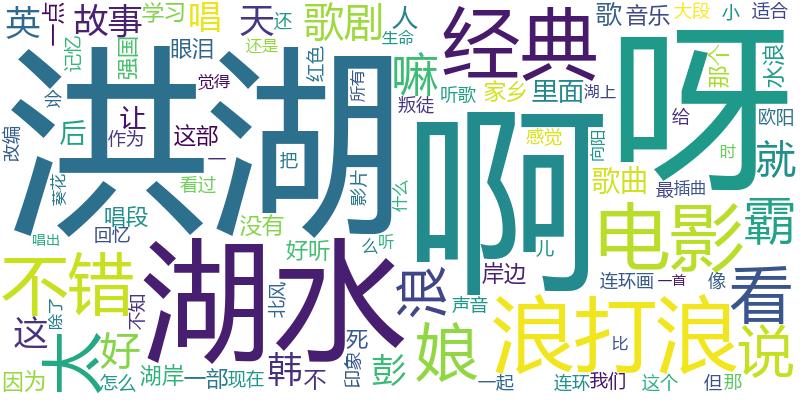 英
一点
故事
学习
唱
天
还
歌剧
人
经典
歌
音乐
大段
小
适合
记忆
强国
眼泪
还是
生命
红色
嘛
里面
那个
水浪
呀
洪湖
觉得
所有
叛徒
听歌
家乡
湖上
给
欧阳
改编
后
作为
让
这部
一
把
啊
感觉
向阳
时
就
葵花
看过
影片
什么
歌曲
最
插曲
唱段
唱出
回忆
没有
好听
么
听
儿
电影
霸
不错
湖水
浪
岸边
连环画
一首
像
看
这
除了
不知
北风
声音
大
好
死
印象
彭
娘
浪打浪
比
说
因为
怎么
湖岸
一部
现在
韩
不
一起
连环
我们
这个
但
那